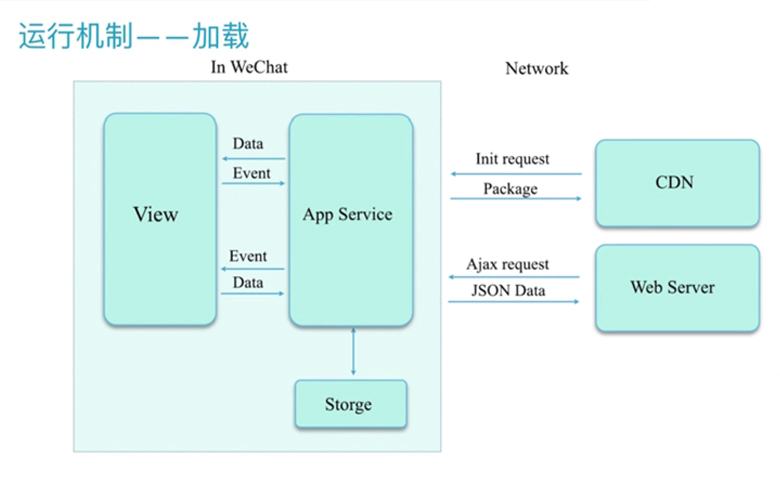 运行机制——加载
In WeChat
Network
View
Data
Event
Event
Data
App Service
Storge
Init request
Package
CDN
Ajax request
JSON Data
Web Server